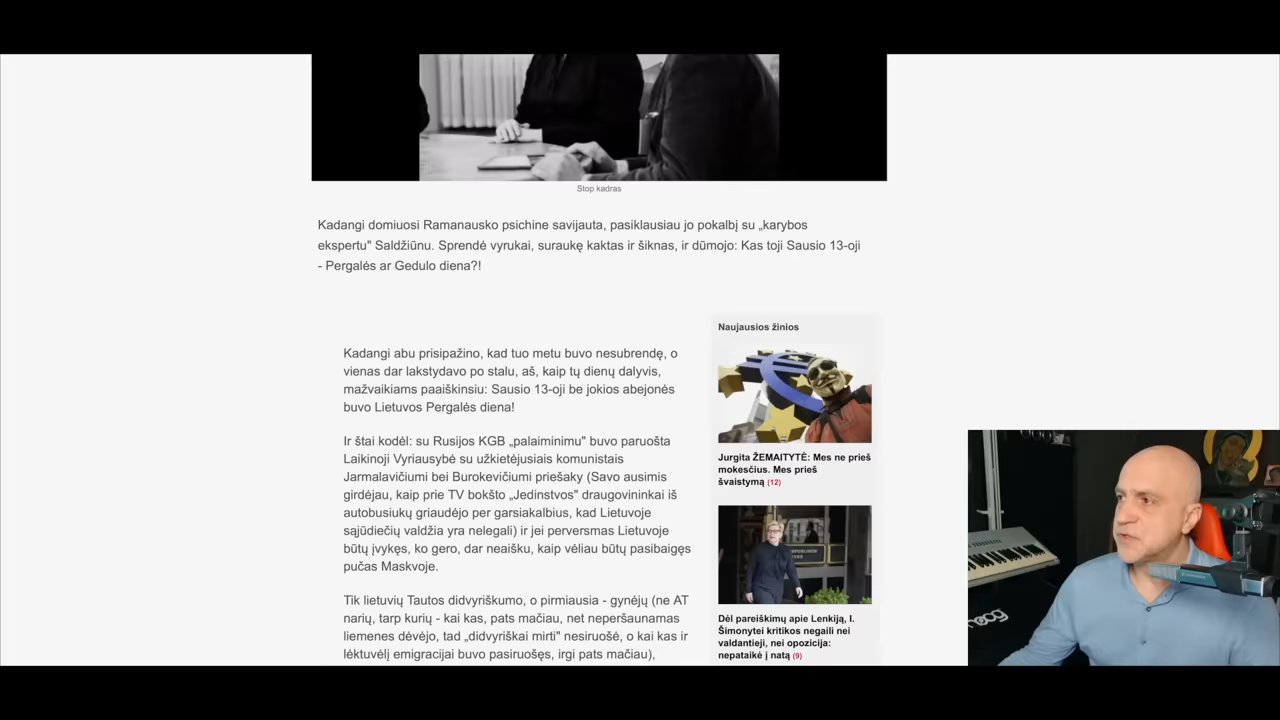 Stop kadras
Kadangi domiuosi Ramanausko psichine savijauta, pasiklausiau jo pokalbį su „karybos
ekspertu" Saldžiūnu. Sprendė vyrukai, suraukę kaktas ir šiknas, ir dūmojo: Kas toji Sausio 13-oji
- Pergalės ar Gedulo diena?!
Kadangi abu prisipažino, kad tuo metu buvo nesubrendę, o
vienas dar lakstydavo po stalu, aš, kaip tų dienų dalyvis,
mažvaikiams paaiškinsiu: Sausio 13-oji be jokios abejonės
buvo Lietuvos Pergalės diena!
Ir štai kodėl: su Rusijos KGB „palaiminimu" buvo paruošta
Laikinoji Vyriausybė su užkietėjusiais komunistais
Jarmalavičiumi bei Burokevičiumi priešaky (Savo ausimis
girdėjau, kaip prie TV bokšto „Jedinstvos" draugovininkai iš
autobusiukų griaudėjo per garsiakalbius, kad Lietuvoje
sąjūdiečių valdžia yra nelegali) ir jei perversmas Lietuvoje
būtų įvykęs, ko gero, dar neaišku, kaip vėliau būtų pasibaigęs
pučas Maskvoje.
Tik lietuvių Tautos didvyriškumo, o pirmiausia - gynėjų (ne AT
narių, tarp kurių - kai kas, pats mačiau, net neperšaunamas
liemenes dėvėjo, tad „didvyriškai mirti" nesiruošė, o kai kas ir
lėktuvėlį emigracijai buvo pasiruošęs, irgi pats mačiau),
Naujausios žinios
Jurgita ŽEMAITYTĖ: Mes ne prieš
mokesčius. Mes prieš
švaistymą (12)
Dėl pareiškimų apie Lenkiją, I.
Šimonytei kritikos negaili nei
valdantieji, nei opozicija:
nepataikė į natą (9)
moog